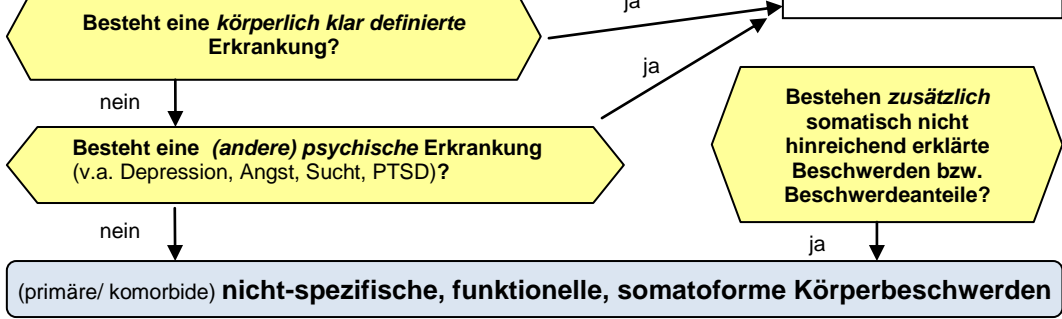 Besteht eine körperlich klar definierte
Erkrankung?
ja
nein
ja
Besteht eine (andere) psychische Erkrankung
(v.a. Depression, Angst, Sucht, PTSD)?
Bestehen zusätzlich
somatisch nicht
hinreichend erklärte
Beschwerden bzw.
Beschwerdeanteile?
nein
ja
(primäre/ komorbide) nicht-spezifische, funktionelle, somatoforme Körperbeschwerden